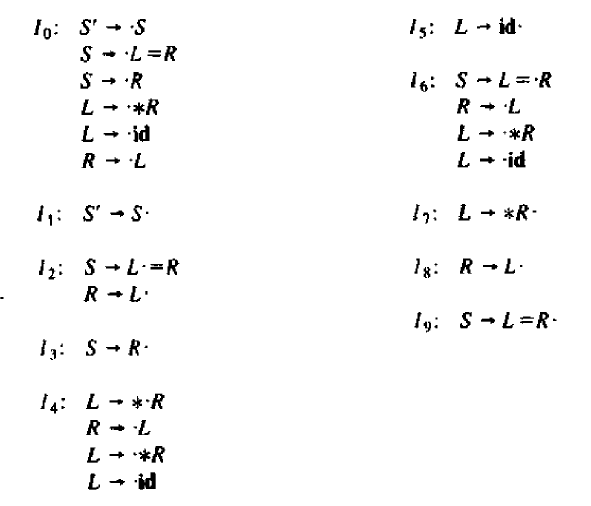 I₀: S' → ·S
S → ·L=R
S → ·R
L → ·*R
L → ·id
R → ·L
I₁: S' → S·
I₂: S → L·=R
R → L·
I₃: S → R·
I₄: L → *·R
R → ·L
L → ·*R
L → ·id
I₅: L → id·
I₆: S → L=·R
R → ·L
L → ·*R
L → ·id
I₇: L → *R·
I₈: R → L·
I₉: S → L=R·